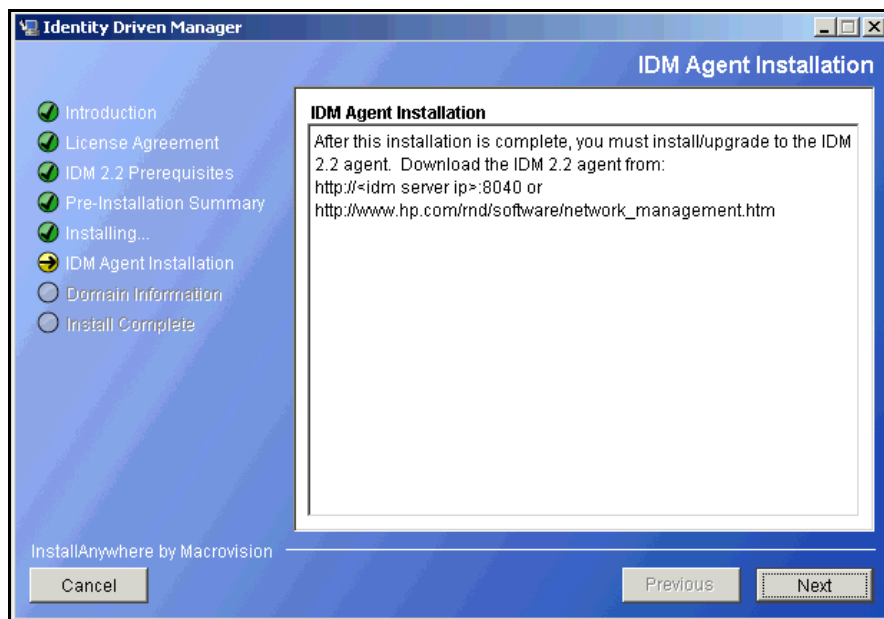 Identity Driven Manager
IDM Agent Installation
Introduction
License Agreement
IDM 2.2 Prerequisites
Pre-Installation Summary
Installing...
IDM Agent Installation
Domain Information
Install Complete
IDM Agent Installation
After this installation is complete, you must install/upgrade to the IDM
2.2 agent. Download the IDM 2.2 agent from:
http://<idm server ip>:8040 or
http://www.hp.com/rnd/software/network_management.htm
InstallAnywhere by Macrovision
Cancel
Previous
Next